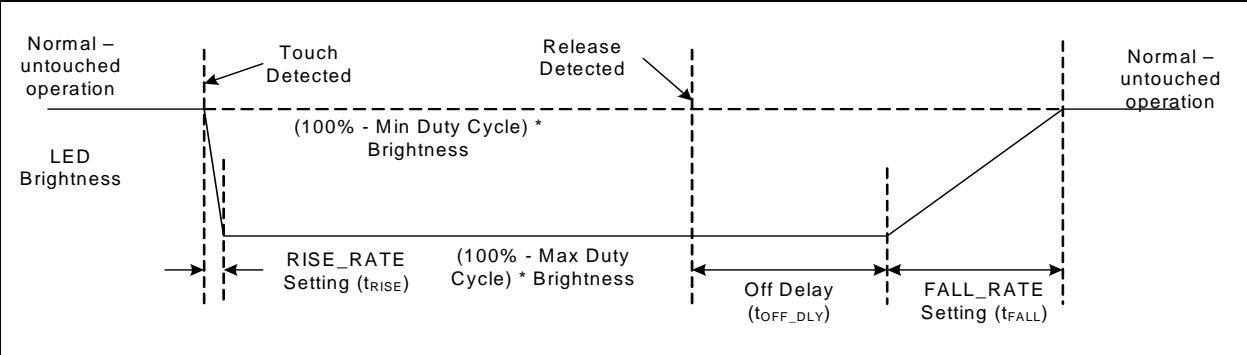 Normal –
untouched
operation
Touch
Detected
Release
Detected
Normal –
untouched
operation
(100% - Min Duty Cycle) *
Brightness
LED
Brightness
RISE_RATE
Setting (tRISE)
(100% - Max Duty
Cycle) * Brightness
Off Delay
(tOFF_DLY)
FALL_RATE
Setting (tFALL)